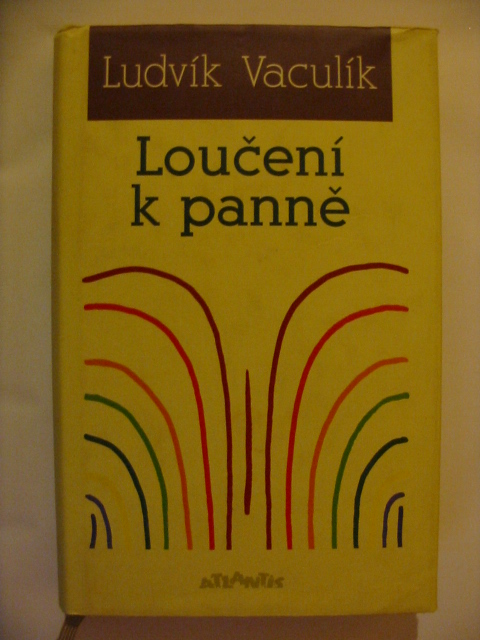 Ludvík Vaculík
Loučení
k panně
ATLANTIS